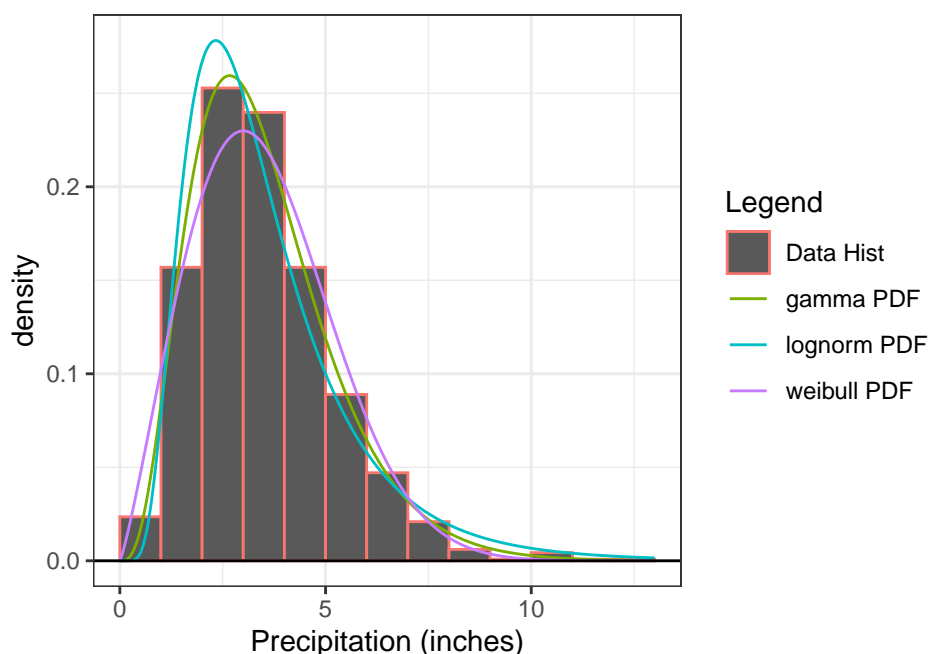 density
0.2
0.1
0.0
0
5
10
Precipitation (inches)
Legend
Data Hist
gamma PDF
lognorm PDF
weibull PDF